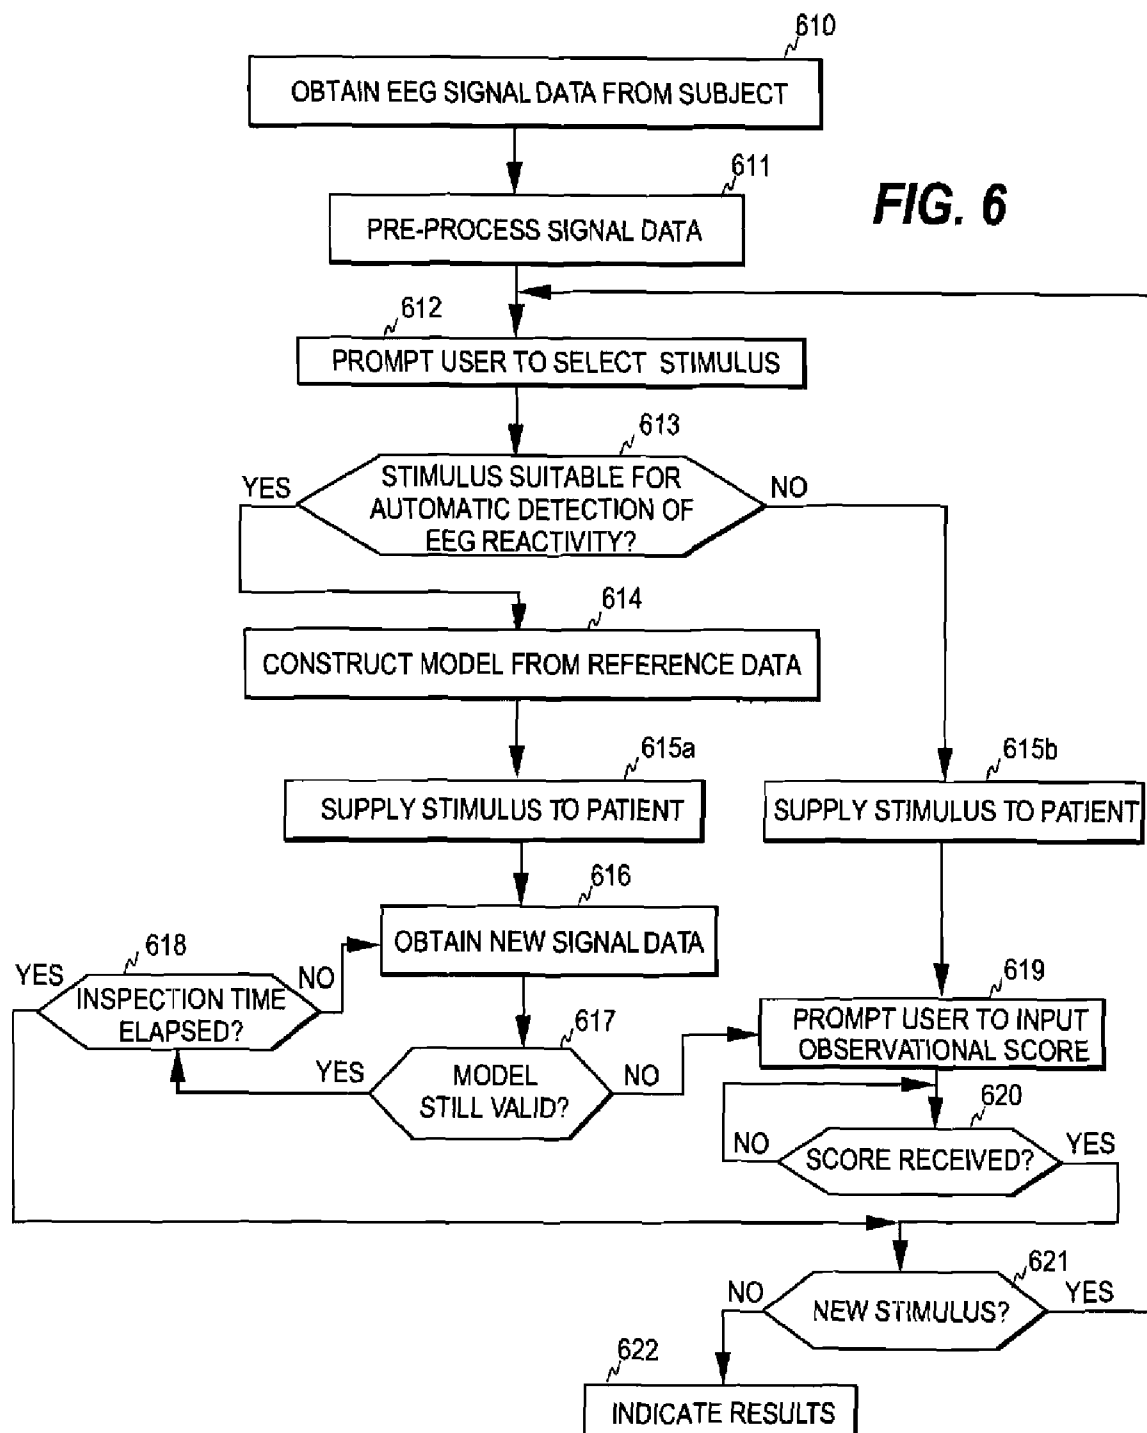 610
OBTAIN EEG SIGNAL DATA FROM SUBJECT
611
PRE-PROCESS SIGNAL DATA
FIG. 6
612
PROMPT USER TO SELECT STIMULUS
613
YES
STIMULUS SUITABLE FOR
AUTOMATIC DETECTION OF
EEG REACTIVITY?
NO
614
CONSTRUCT MODEL FROM REFERENCE DATA
615a
SUPPLY STIMULUS TO PATIENT
615b
SUPPLY STIMULUS TO PATIENT
616
OBTAIN NEW SIGNAL DATA
618
YES
INSPECTION TIME
ELAPSED?
NO
617
YES
MODEL
STILL VALID?
NO
619
PROMPT USER TO INPUT
OBSERVATIONAL SCORE
620
NO
SCORE RECEIVED?
YES
621
NO
NEW STIMULUS?
YES
622
INDICATE RESULTS